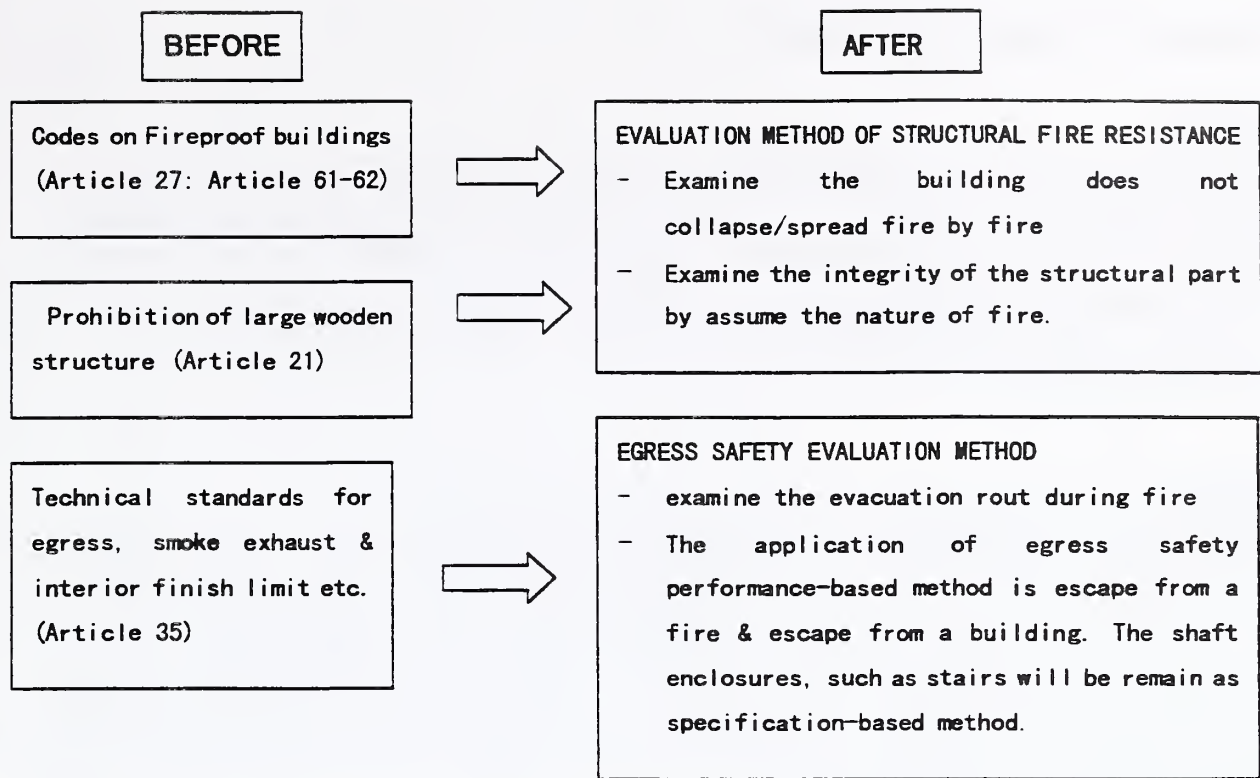 BEFORE
AFTER
Codes on Fireproof buildings
(Article 27: Article 61-62)
Prohibition of large wooden
structure (Article 21)
Technical standards for
egress, smoke exhaust &
interior finish limit etc.
(Article 35)
EVALUATION METHOD OF STRUCTURAL FIRE RESISTANCE
- Examine the building does not
collapse/spread fire by fire
- Examine the integrity of the structural part
by assume the nature of fire.
EGRESS SAFETY EVALUATION METHOD
- examine the evacuation rout during fire
- The application of egress safety
performance-based method is escape from a
fire & escape from a building. The shaft
enclosures, such as stairs will be remain as
specification-based method.